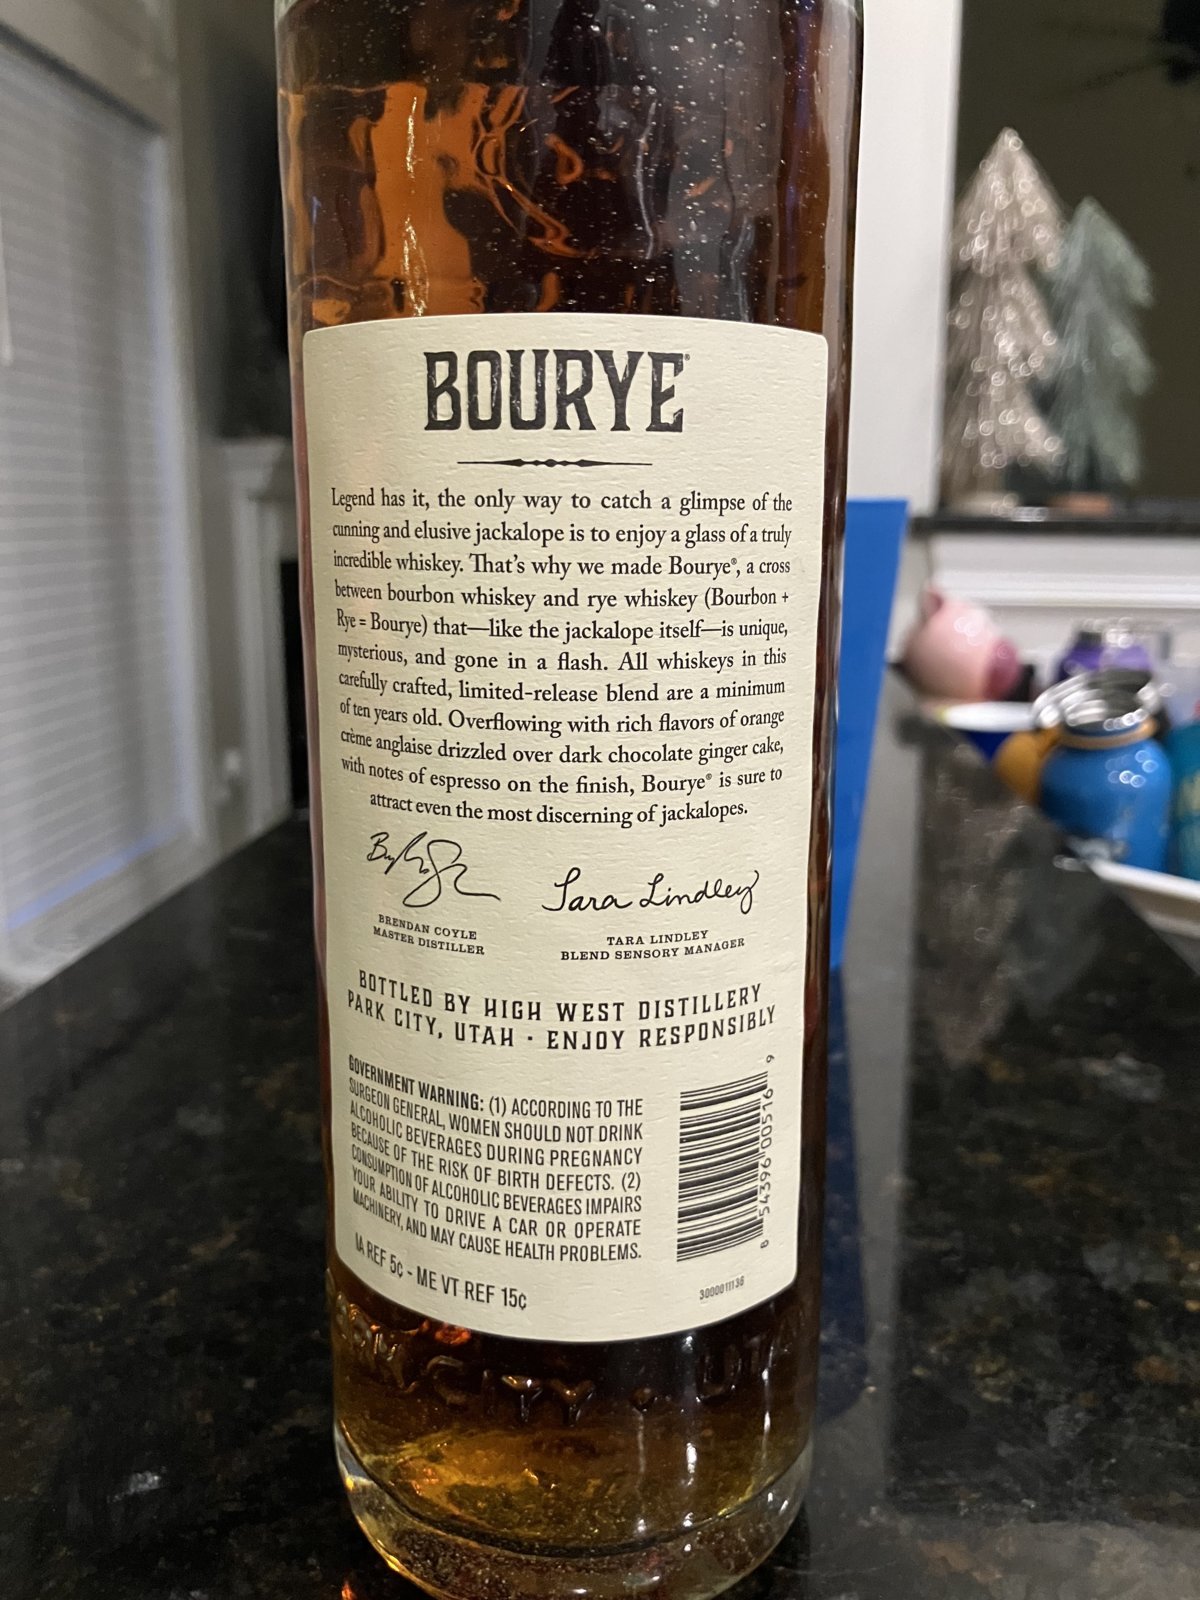 BOURYE®
Legend has it, the only way to catch a glimpse of the
cunning and elusive jackalope is to enjoy a glass of a truly
incredible whiskey. That's why we made Bourye®, a cross
between bourbon whiskey and rye whiskey (Bourbon +
Rye = Bourye) that—like the jackalope itself—is unique,
mysterious, and gone in a flash. All whiskeys in this
carefully crafted, limited-release blend are a minimum
of ten years old. Overflowing with rich flavors of orange
crème anglaise drizzled over dark chocolate ginger cake,
with notes of espresso on the finish, Bourye® is sure to
attract even the most discerning of jackalopes.
Tara Lindley
BRENDAN COYLE
MASTER DISTILLER
TARA LINDLEY
BLEND SENSORY MANAGER
BOTTLED BY HIGH WEST DISTILLERY
PARK CITY, UTAH · ENJOY RESPONSIBLY
GOVERNMENT WARNING: (1) ACCORDING TO THE
SURGEON GENERAL, WOMEN SHOULD NOT DRINK
ALCOHOLIC BEVERAGES DURING PREGNANCY
BECAUSE OF THE RISK OF BIRTH DEFECTS. (2)
CONSUMPTION OF ALCOHOLIC BEVERAGES IMPAIRS
YOUR ABILITY TO DRIVE A CAR OR OPERATE
MACHINERY, AND MAY CAUSE HEALTH PROBLEMS.
IA REF 5¢ - ME VT REF 15¢
8 54396 00516 9
3000011136
CITY · UT